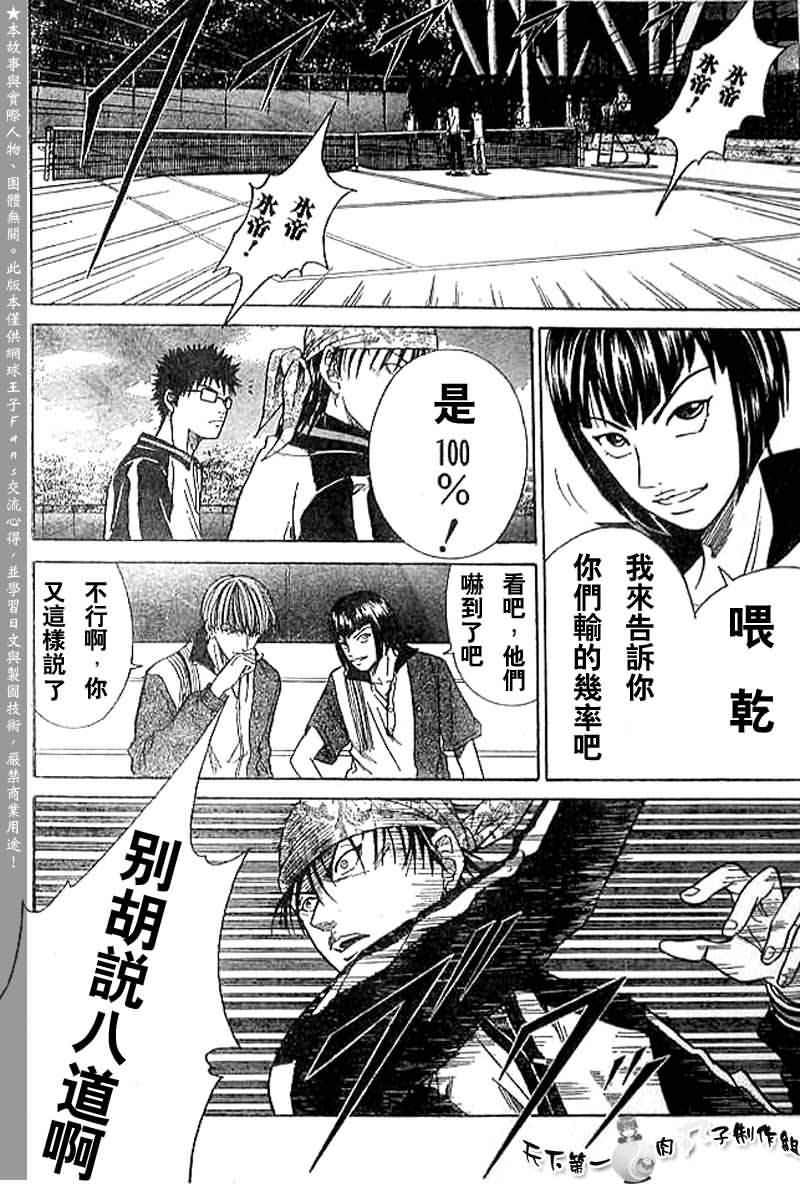 氷帝
氷帝！
氷帝
氷帝！
喂
乾
我來告訴你
你們輸的幾率吧
是
100
%！
看吧，他們
嚇到了吧
不行啊，你
又這樣説了
別胡說八道啊
★本故事與實際人物、團體無關。此版本僅供網球王子Fans交流心得，並學習日文與製圖技術，嚴禁商業用途！
天下第一
肉
子制作組